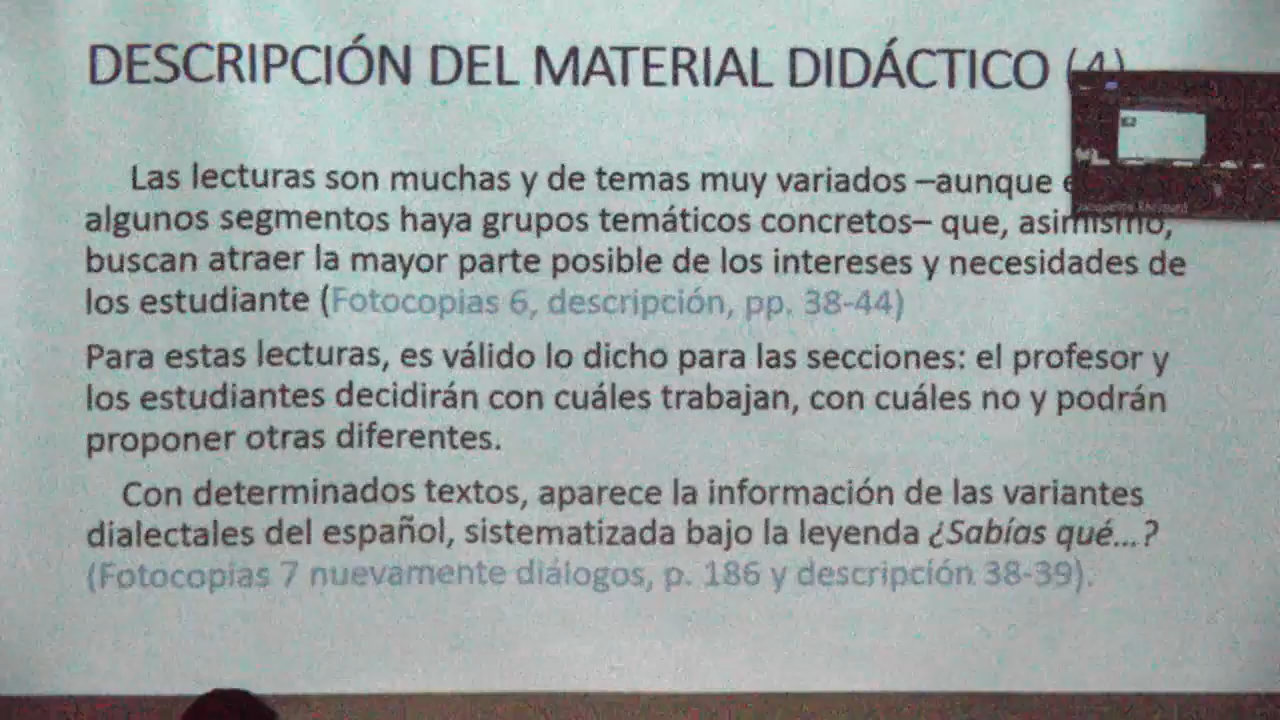 DESCRIPCIÓN DEL MATERIAL DIDÁCTICO (4)
Las lecturas son muchas y de temas muy variados –aunque
algunos segmentos haya grupos temáticos concretos– que, asimismo,
buscan atraer la mayor parte posible de los intereses y necesidades de
los estudiante (Fotocopias 6, descripción, pp. 38-44)
Para estas lecturas, es válido lo dicho para las secciones: el profesor y
los estudiantes decidirán con cuáles trabajan, con cuáles no y podrán
proponer otras diferentes.
Con determinados textos, aparece la información de las variantes
dialectales del español, sistematizada bajo la leyenda ¿Sabías qué...?
(Fotocopias 7 nuevamente diálogos, p. 186 y descripción 38-39).